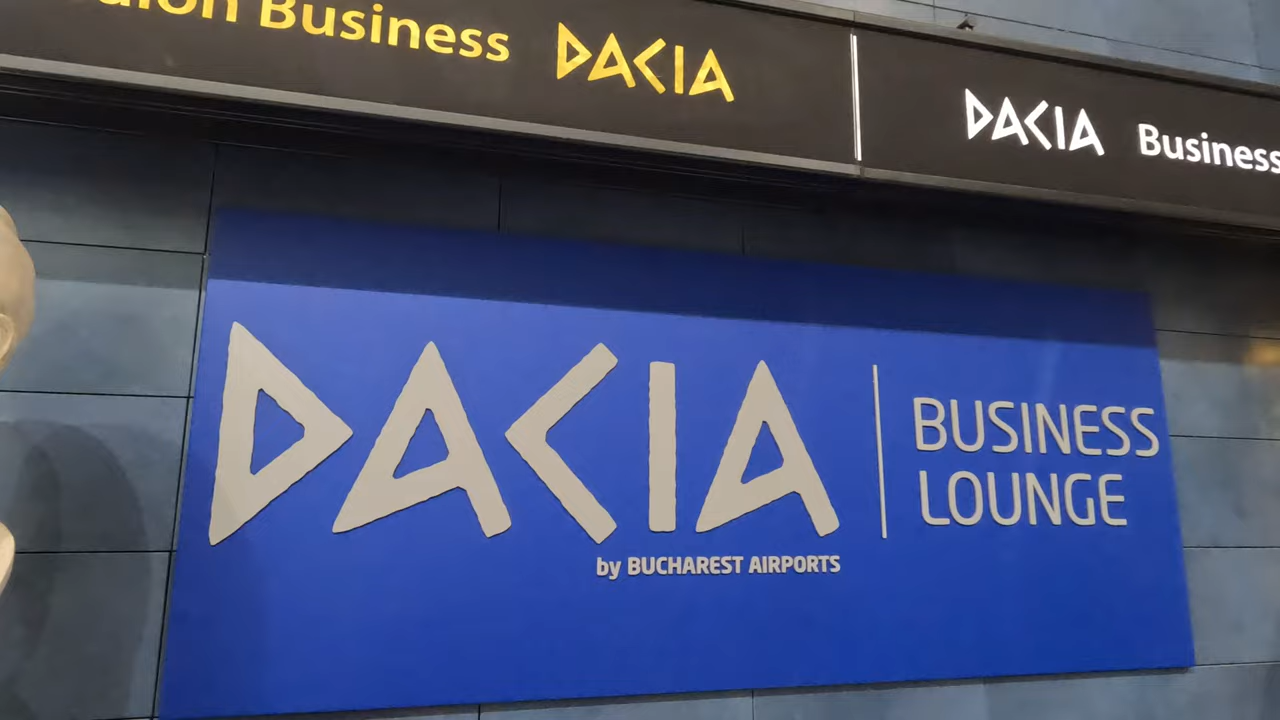 Business DACIA
DACIA Business
DACIA
BUSINESS
LOUNGE
by BUCHAREST AIRPORTS